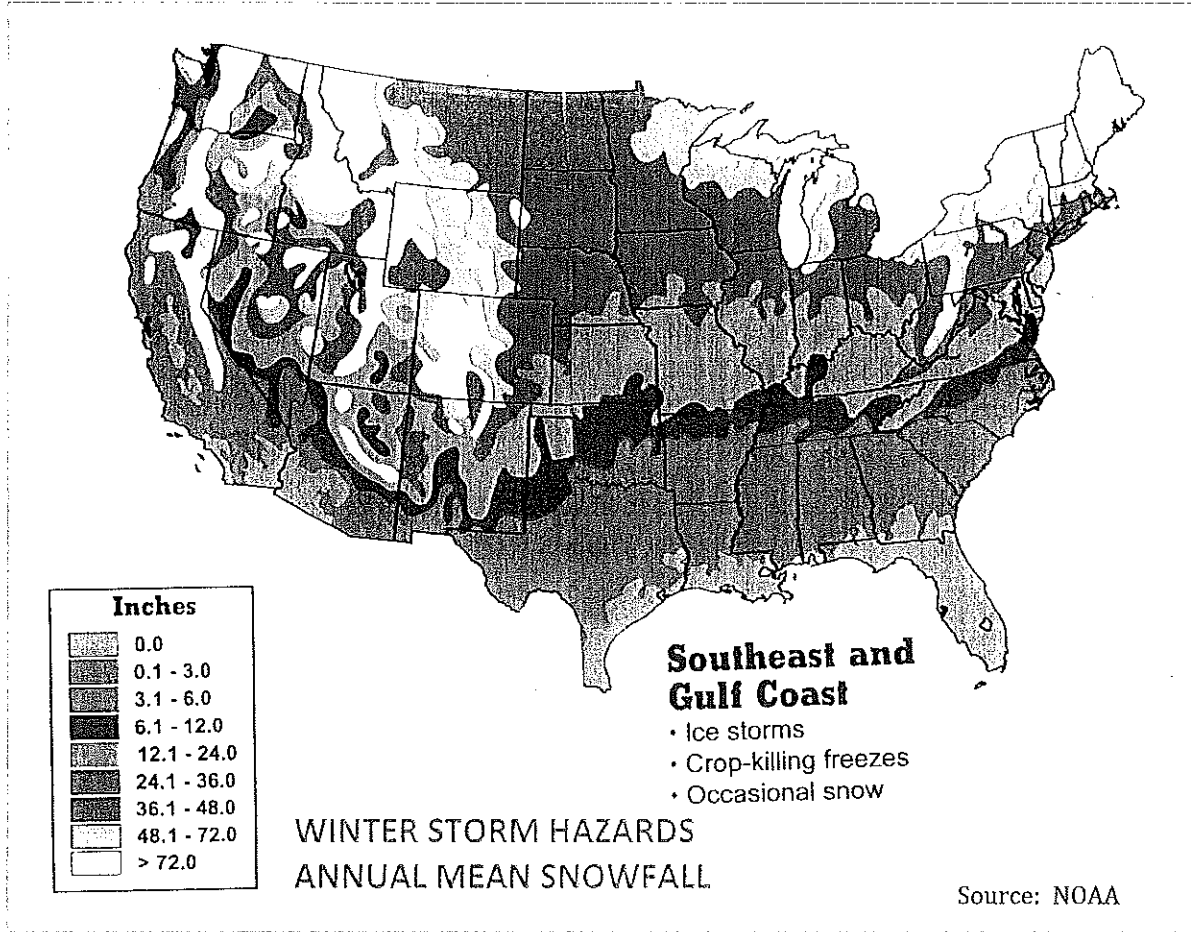 Inches
0.0
0.1 - 3.0
3.1 - 6.0
6.1 - 12.0
12.1 - 24.0
24.1 - 36.0
36.1 - 48.0
48.1 - 72.0
> 72.0
Southeast and
Gulf Coast
· Ice storms
· Crop-killing freezes
· Occasional snow
WINTER STORM HAZARDS
ANNUAL MEAN SNOWFALL
Source: NOAA